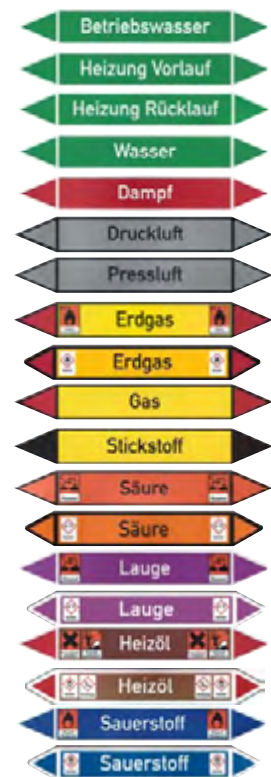 Betriebswasser
Heizung Vorlauf
Heizung Rücklauf
Wasser
Dampf
Druckluft
Pressluft
Erdgas
Erdgas
Gas
Stickstoff
Säure
Säure
Lauge
Lauge
Heizöl
Heizöl
Sauerstoff
Sauerstoff